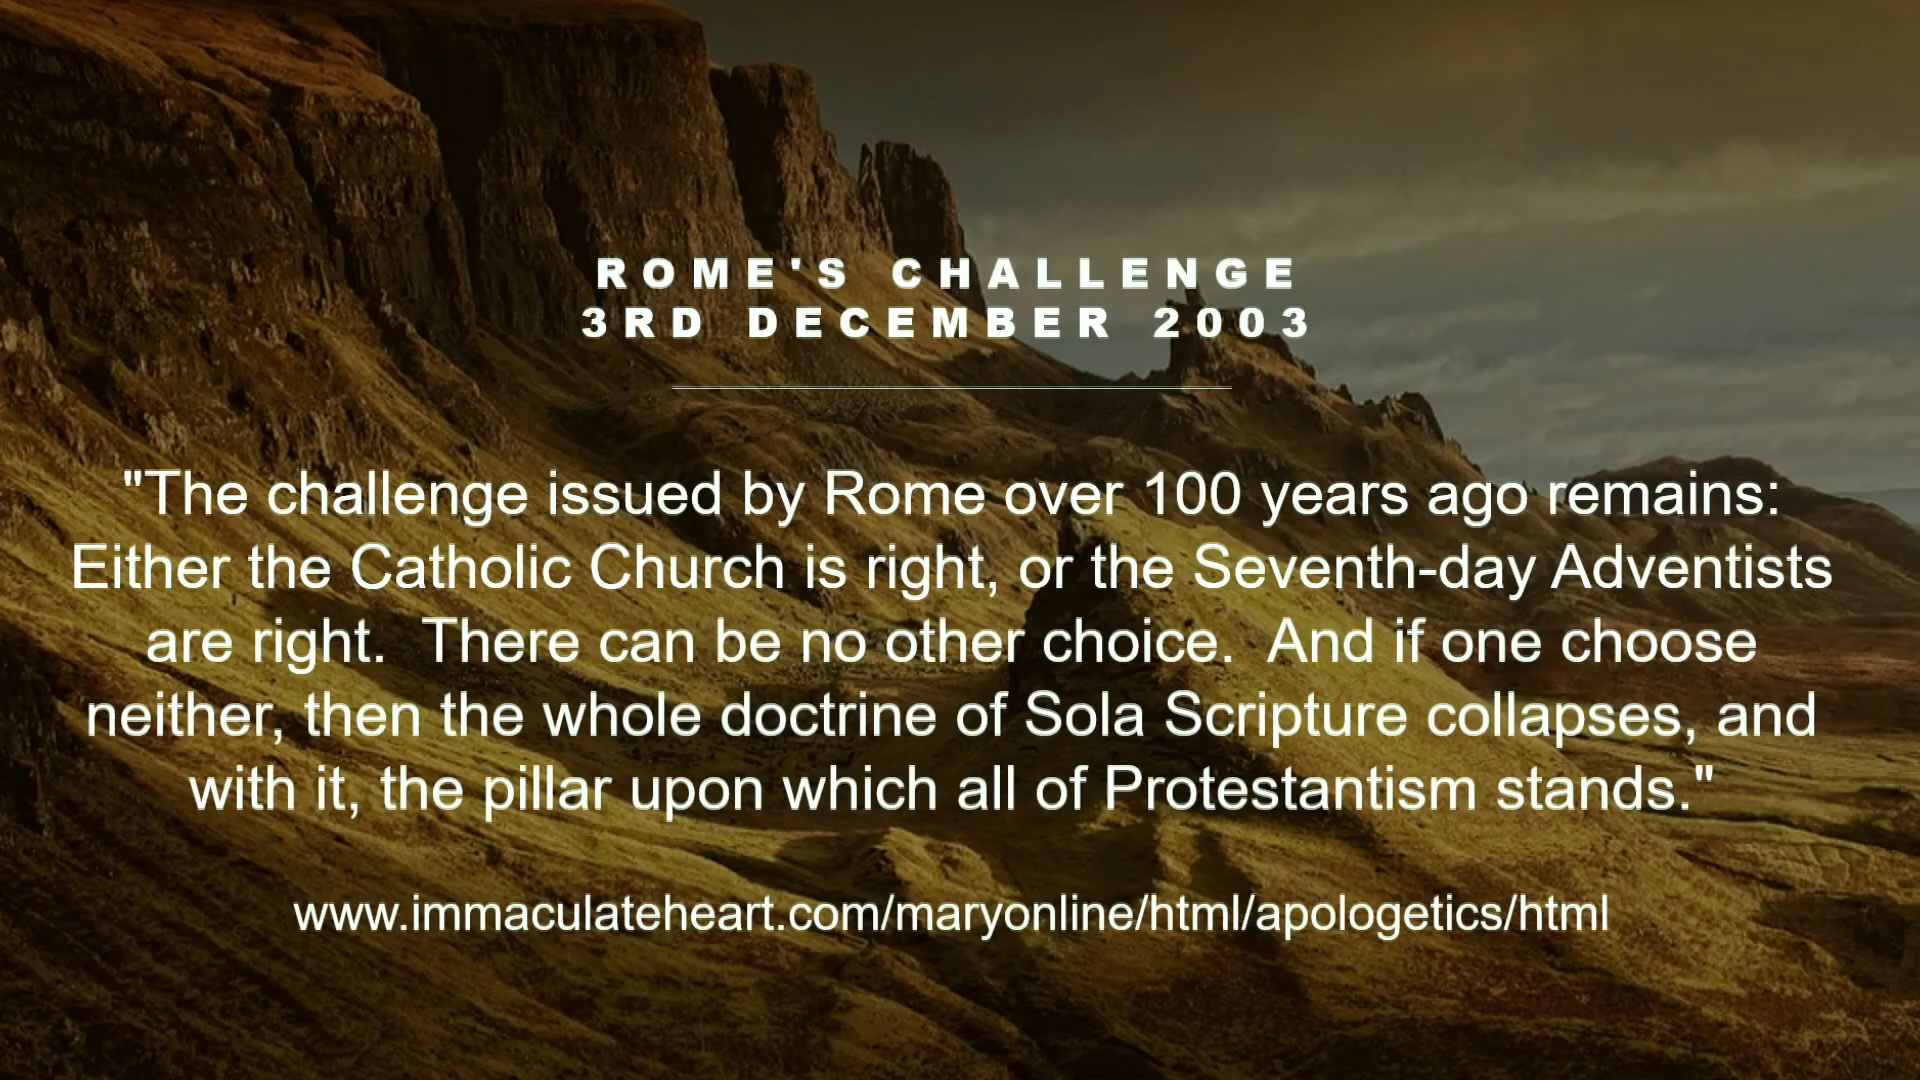 ROME'S CHALLENGE
3RD DECEMBER 2003
"The challenge issued by Rome over 100 years ago remains:
Either the Catholic Church is right, or the Seventh-day Adventists
are right.  There can be no other choice.  And if one choose
neither, then the whole doctrine of Sola Scripture collapses, and
with it, the pillar upon which all of Protestantism stands."
www.immaculateheart.com/maryonline/html/apologetics/html